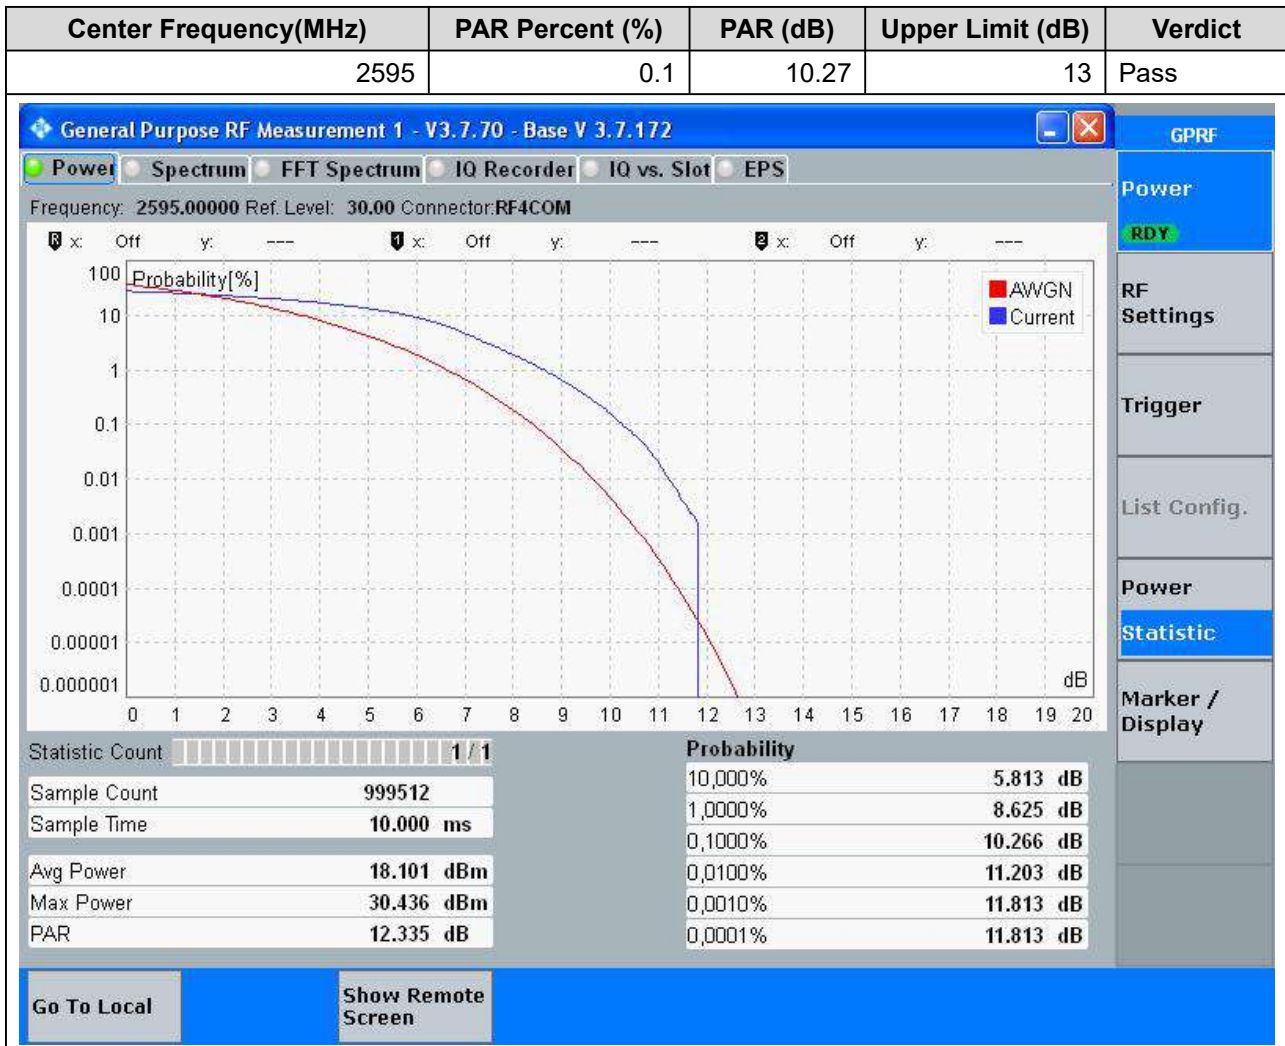 Center Frequency(MHz) PAR Percent (%) PAR (dB) Upper Limit (dB) Verdict
2595 0.1 10.27 13 Pass
General Purpose RF Measurement 1 - V3.7.70 - Base V 3.7.172
GPRF
Power Spectrum FFT Spectrum IQ Recorder IQ vs. Slot EPS
Frequency: 2595.00000 Ref. Level: 30.00 Connector:RF4COM
R x: Off y: --- 1 x: Off y: --- 2 x: Off y: ---
Probability[%]
100
10
1
0.1
0.01
0.001
0.0001
0.00001
0.000001
AWGN
Current
dB
0 1 2 3 4 5 6 7 8 9 10 11 12 13 14 15 16 17 18 19 20
Statistic Count 1 / 1
Sample Count 999512
Sample Time 10.000 ms
Avg Power 18.101 dBm
Max Power 30.436 dBm
PAR 12.335 dB
Probability
10,000% 5.813 dB
1,0000% 8.625 dB
0,1000% 10.266 dB
0,0100% 11.203 dB
0,0010% 11.813 dB
0,0001% 11.813 dB
Power
RDY
RF
Settings
Trigger
List Config.
Power
Statistic
Marker /
Display
Go To Local
Show Remote
Screen